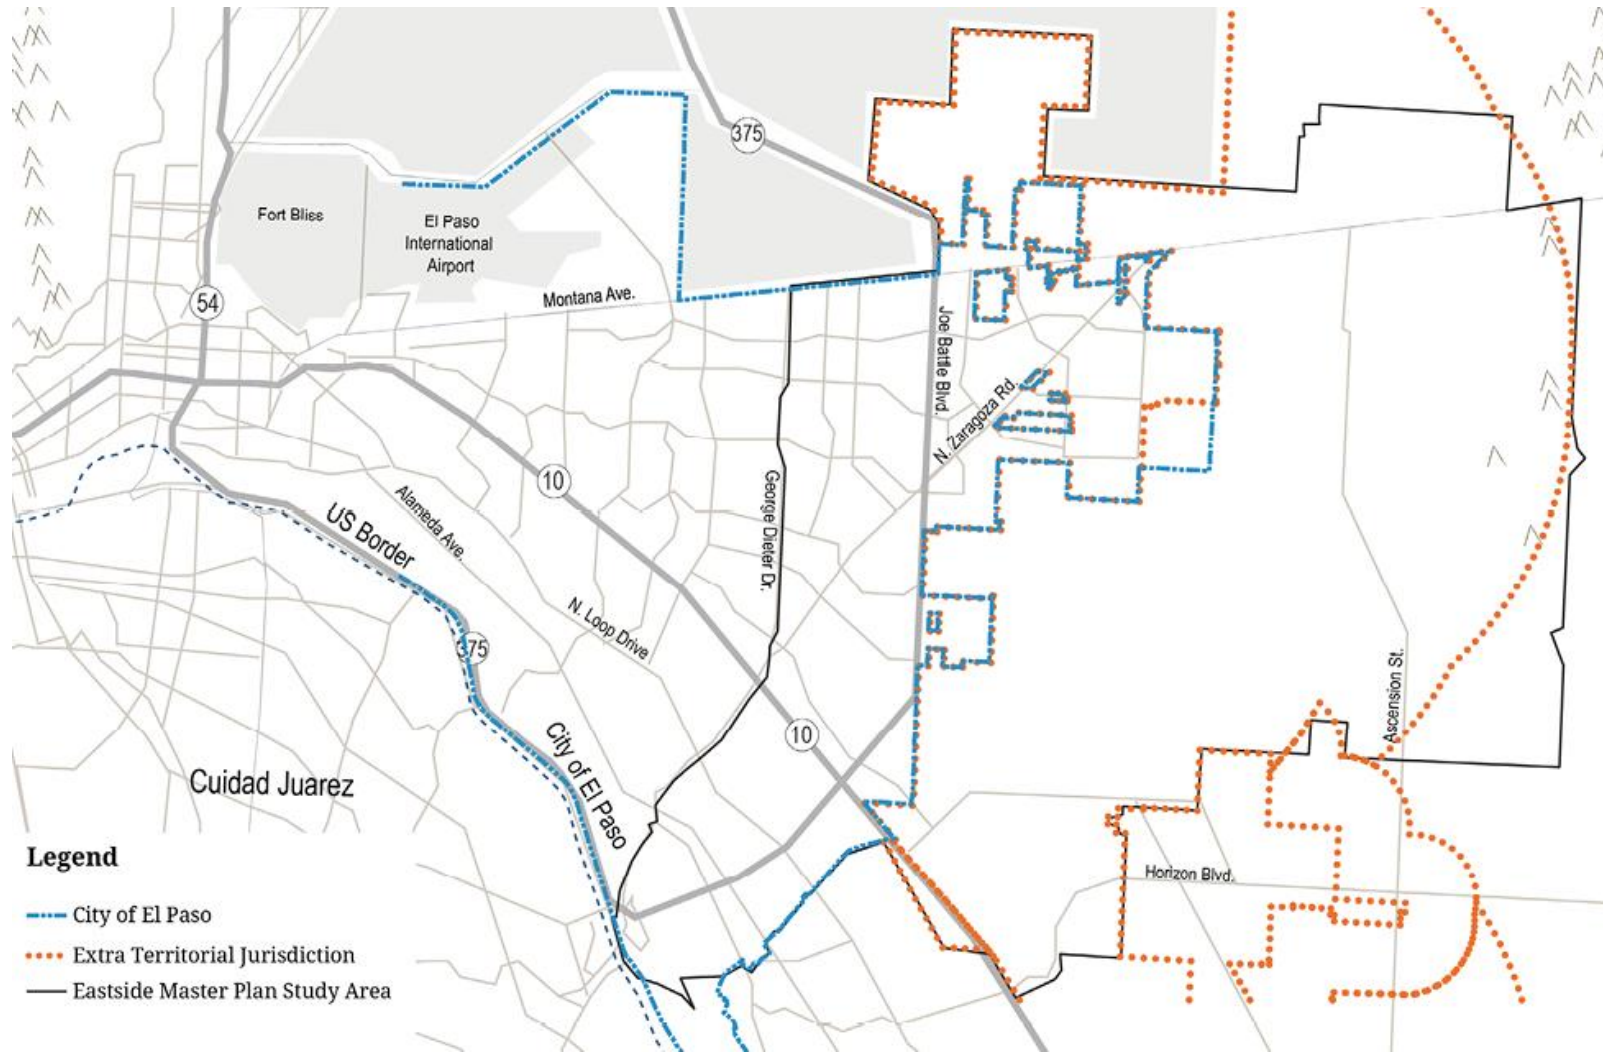 375
Fort Bliss
El Paso
International
Airport
54
Montana Ave.
Joe Battle Blvd.
N. Zaragoza Rd.
10
Alameda Ave.
George Dieter Dr.
US Border
N. Loop Drive
375
Ascension St.
10
City of El Paso
Cuidad Juarez
Horizon Blvd.
Legend
City of El Paso
Extra Territorial Jurisdiction
Eastside Master Plan Study Area